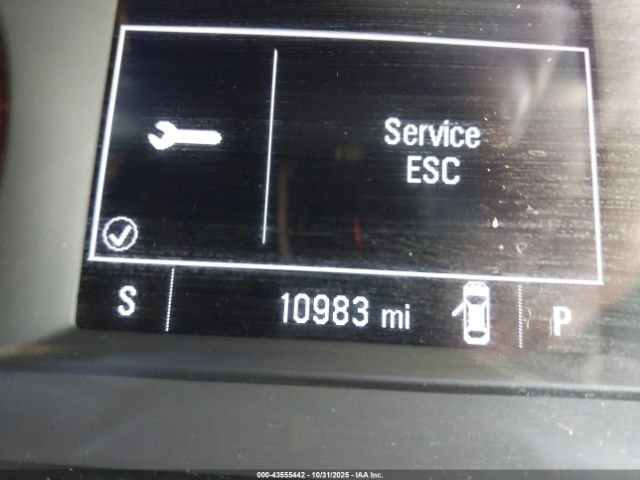 Service
ESC
S
10983 mi
P
000-43555442 - 10/31/2025 - IAA Inc.